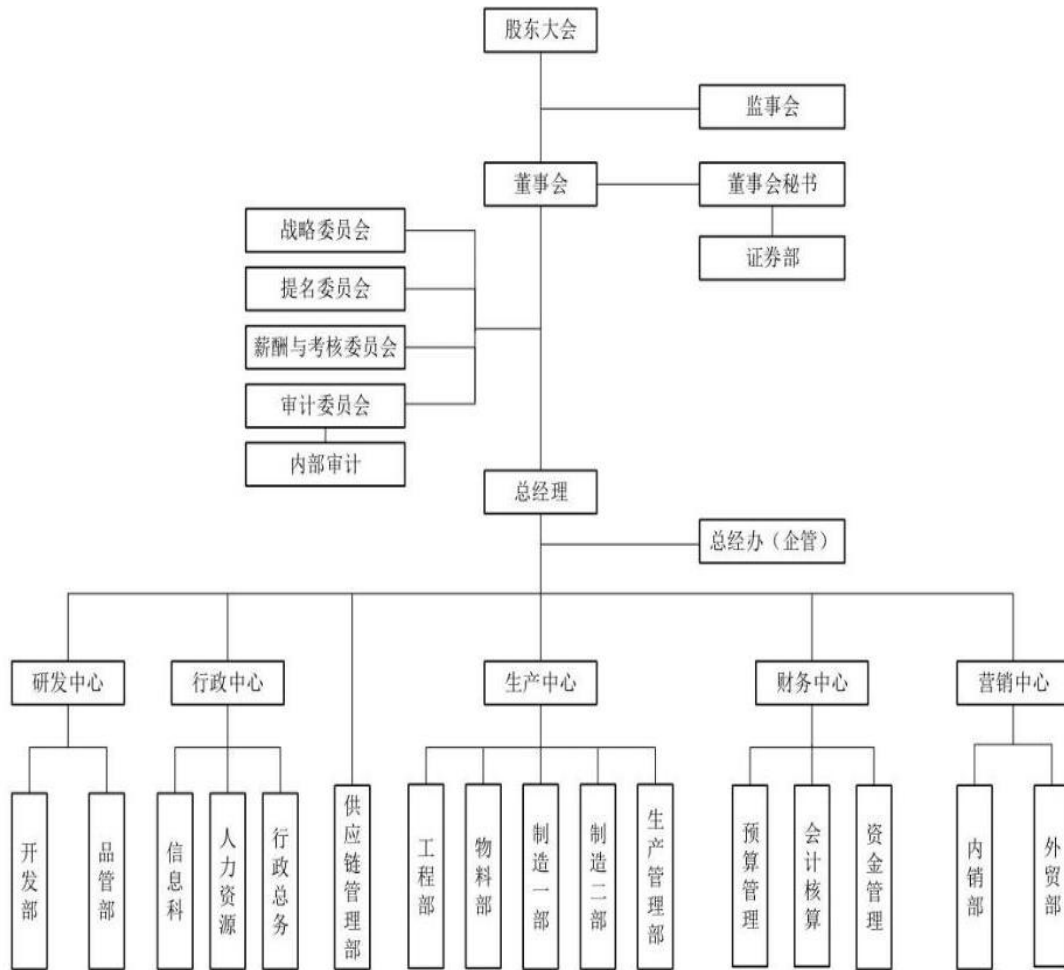 股东大会
监事会
董事会
董事会秘书
战略委员会
证券部
提名委员会
薪酬与考核委员会
审计委员会
内部审计
总经理
总经办（企管）
研发中心
行政中心
生产中心
财务中心
营销中心
开发部
品管部
信息科
人力资源
行政总务
供应链管理部
工程部
物料部
制造一部
制造二部
生产管理部
预算管理
会计核算
资金管理
内销部
外贸部